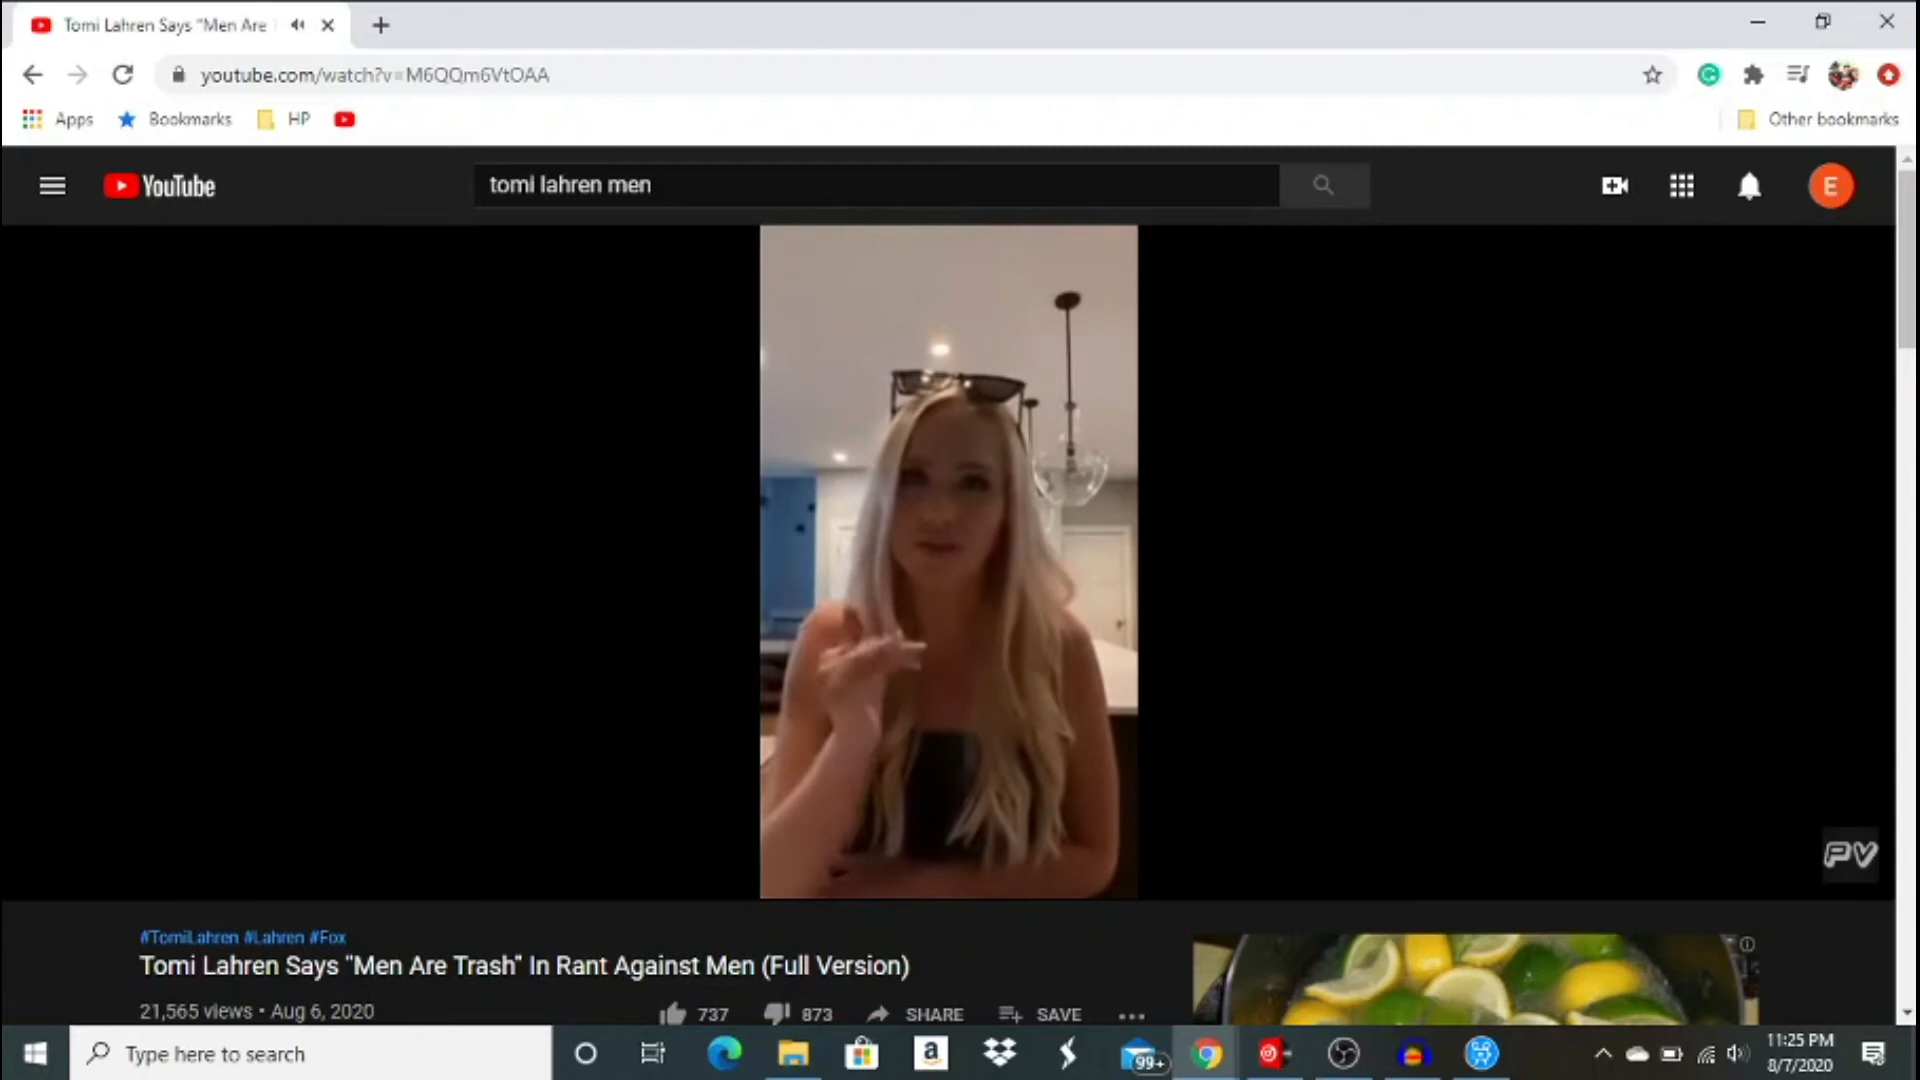 Tomi Lahren Says "Men Are
youtube.com/watch?v=M6QQm6VtOAA
Apps Bookmarks HP Other bookmarks
YouTube tomi lahren men E
PV
#TomiLahren #Lahren #Fox
Tomi Lahren Says "Men Are Trash" In Rant Against Men (Full Version)
21,565 views • Aug 6, 2020 737 873 SHARE SAVE
Type here to search 99+ 11:25 PM
8/7/2020